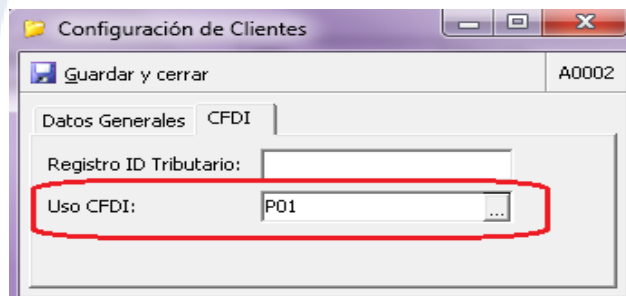 Configuración de Clientes
Guardar y cerrar A0002
Datos Generales CFDI
Registro ID Tributario:
Uso CFDI: P01 ...